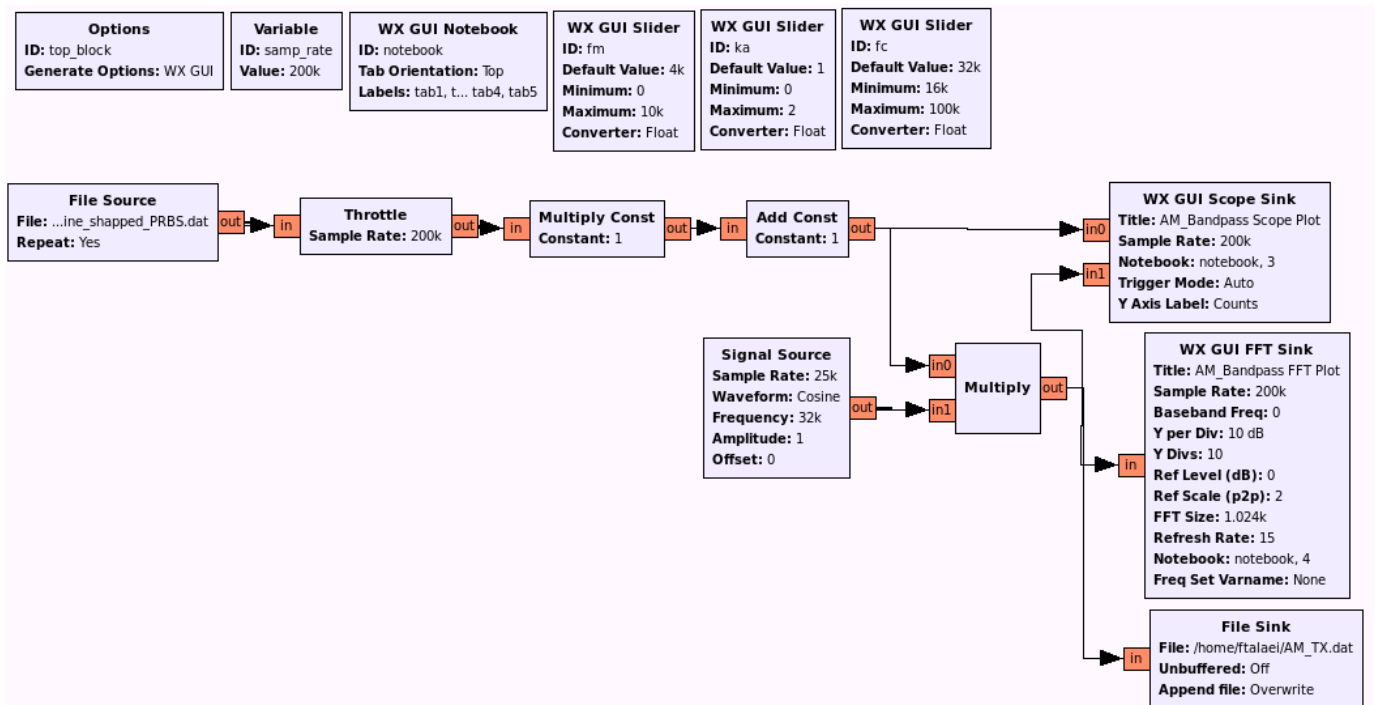 Options
ID: top_block
Generate Options: WX GUI
Variable
ID: samp_rate
Value: 200k
WX GUI Notebook
ID: notebook
Tab Orientation: Top
Labels: tab1, t... tab4, tab5
WX GUI Slider
ID: fm
Default Value: 4k
Minimum: 0
Maximum: 10k
Converter: Float
WX GUI Slider
ID: ka
Default Value: 1
Minimum: 0
Maximum: 2
Converter: Float
WX GUI Slider
ID: fc
Default Value: 32k
Minimum: 16k
Maximum: 100k
Converter: Float
File Source
File: ...ine_shapped_PRBS.dat
Repeat: Yes
out
in
Throttle
Sample Rate: 200k
out
in
Multiply Const
Constant: 1
out
in
Add Const
Constant: 1
out
in0
in1
WX GUI Scope Sink
Title: AM_Bandpass Scope Plot
Sample Rate: 200k
Notebook: notebook, 3
Trigger Mode: Auto
Y Axis Label: Counts
Signal Source
Sample Rate: 25k
Waveform: Cosine
Frequency: 32k
Amplitude: 1
Offset: 0
out
in0
in1
Multiply
out
in
WX GUI FFT Sink
Title: AM_Bandpass FFT Plot
Sample Rate: 200k
Baseband Freq: 0
Y per Div: 10 dB
Y Divs: 10
Ref Level (dB): 0
Ref Scale (p2p): 2
FFT Size: 1.024k
Refresh Rate: 15
Notebook: notebook, 4
Freq Set Varname: None
in
File Sink
File: /home/ftalaei/AM_TX.dat
Unbuffered: Off
Append file: Overwrite